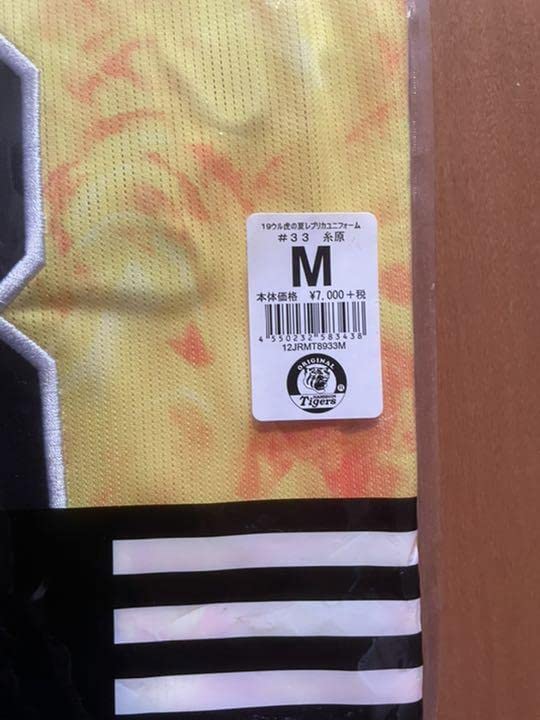 19ウル虎の夏レプリカユニフォーム
#33 糸原
M
本体価格 ¥7,000+税
4 550232 583438
12JRMT8933M
ORIGINAL
HANSHIN
Tigers
R